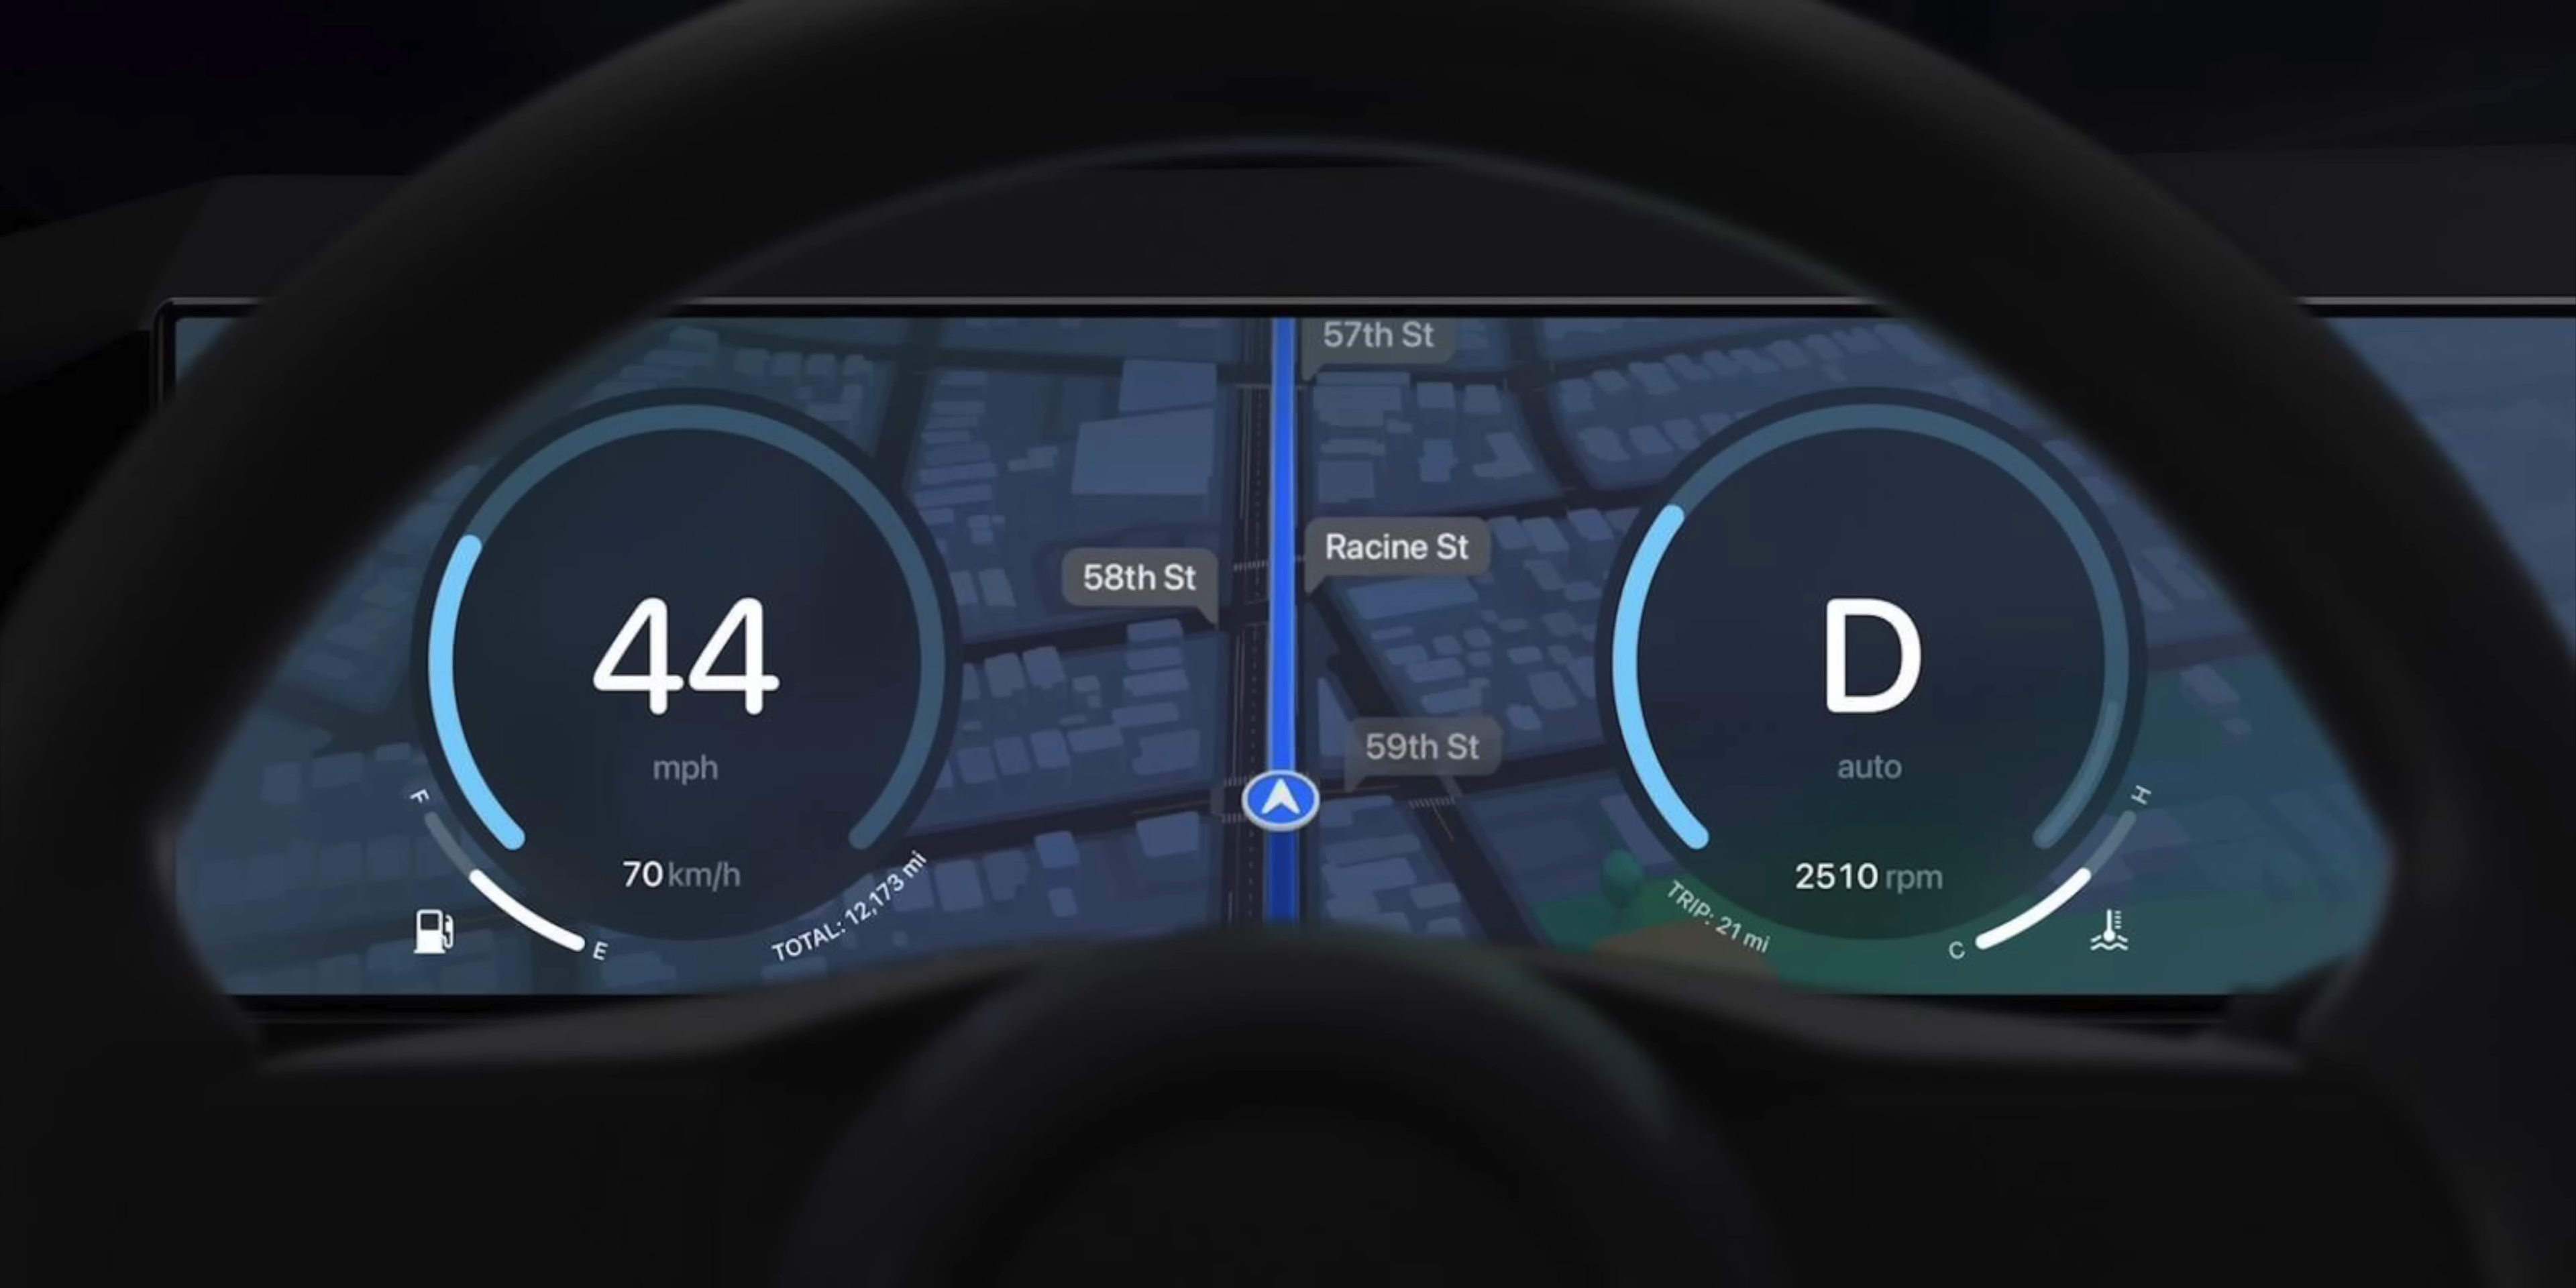 57th St
Racine St
58th St
59th St
44
mph
70 km/h
F
E
TOTAL: 12,173 mi
D
auto
2510 rpm
TRIP: 21 mi
C
H